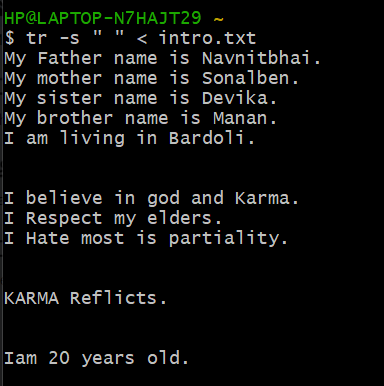 HP@LAPTOP-N7HAJT29 ~
$ tr -s " " < intro.txt
My Father name is Navnitbhai.
My mother name is Sonalben.
My sister name is Devika.
My brother name is Manan.
I am living in Bardoli.
I believe in god and Karma.
I Respect my elders.
I Hate most is partiality.
KARMA Reflicts.
Iam 20 years old.